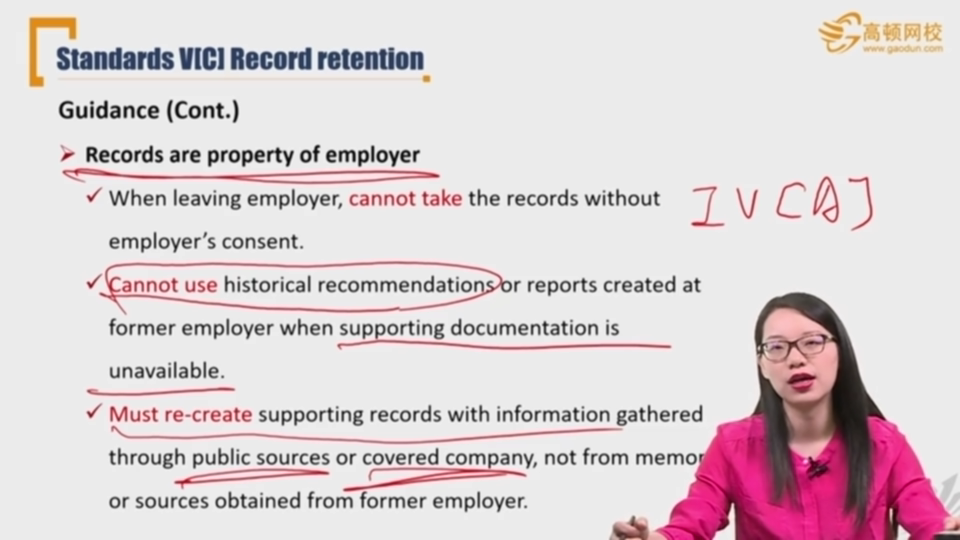 高顿网校
www.gaodun.com
Standards V[C] Record retention
Guidance (Cont.)
Records are property of employer
When leaving employer, cannot take the records without
employer’s consent.
IV[A]
Cannot use historical recommendations or reports created at
former employer when supporting documentation is
unavailable.
Must re-create supporting records with information gathered
through public sources or covered company, not from memor
or sources obtained from former employer.